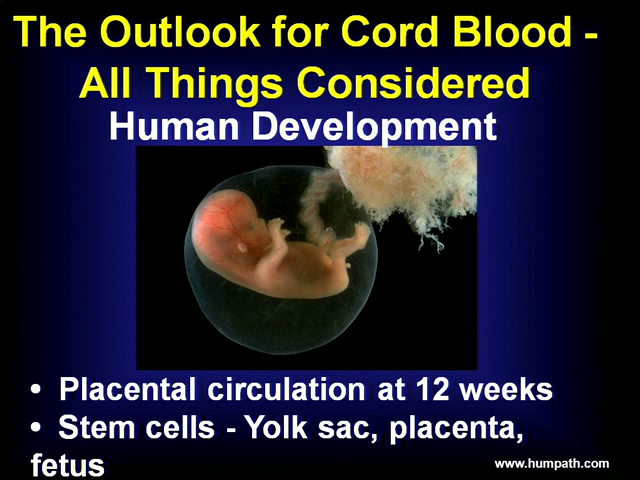 The Outlook for Cord Blood -
All Things Considered
Human Development
• Placental circulation at 12 weeks
• Stem cells - Yolk sac, placenta,
fetus
www.humpath.com